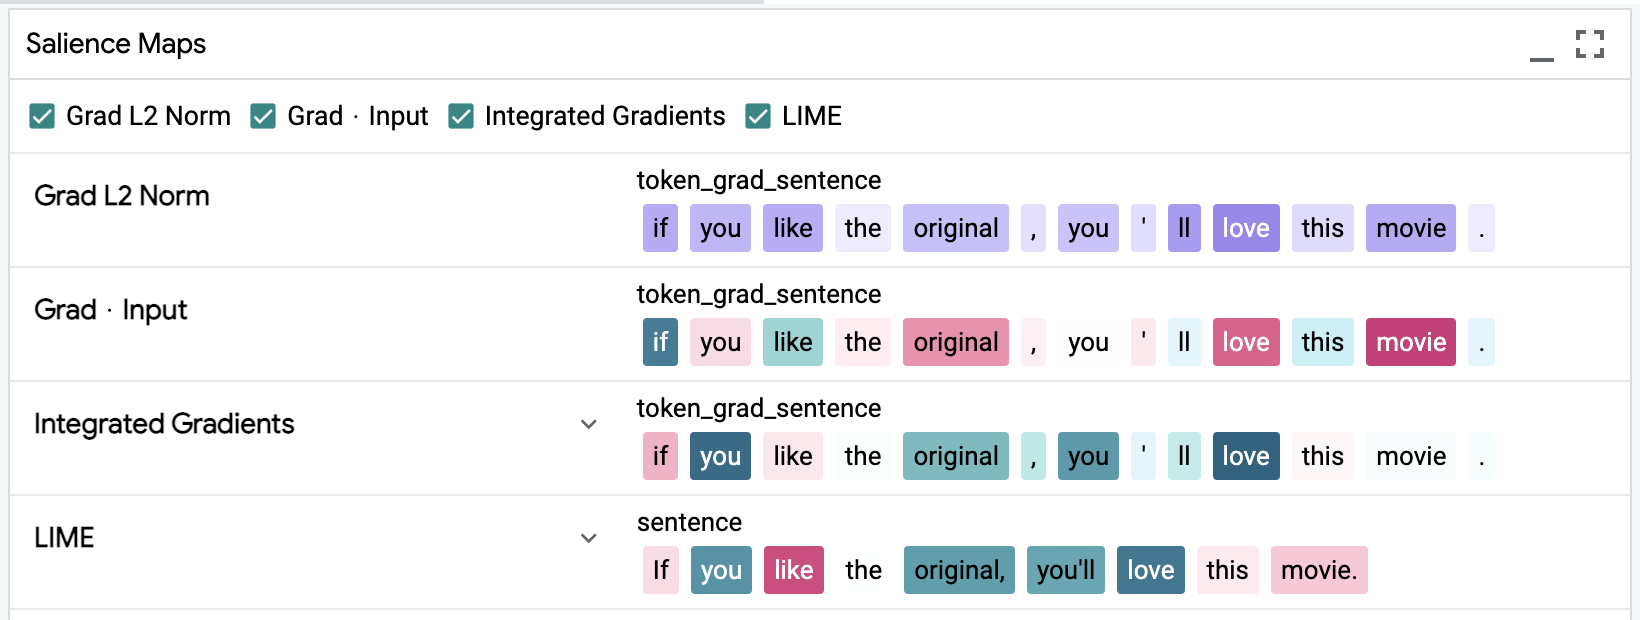 Salience Maps
Grad L2 Norm Grad · Input Integrated Gradients LIME
Grad L2 Norm
token_grad_sentence
if you like the original , you ' ll love this movie .
Grad · Input
token_grad_sentence
if you like the original , you ' ll love this movie .
Integrated Gradients
token_grad_sentence
if you like the original , you ' ll love this movie .
LIME
sentence
If you like the original, you'll love this movie.